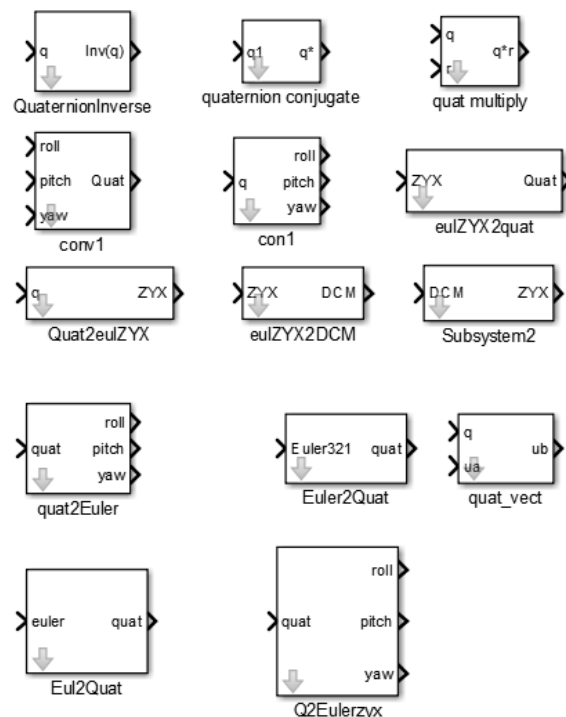 q Inv(q)
QuaternionInverse
q1 q*
quaternion conjugate
q
r
q*r
quat multiply
roll
pitch Quat
yaw
conv1
roll
q pitch
yaw
con1
ZYX Quat
eulZYX2quat
q ZYX
Quat2eulZYX
ZYX DCM
eulZYX2DCM
DCM ZYX
Subsystem2
roll
quat pitch
yaw
quat2Euler
Euler321 quat
Euler2Quat
q
ua
ub
quat_vect
euler quat
Eul2Quat
roll
quat pitch
yaw
Q2Eulerzyx